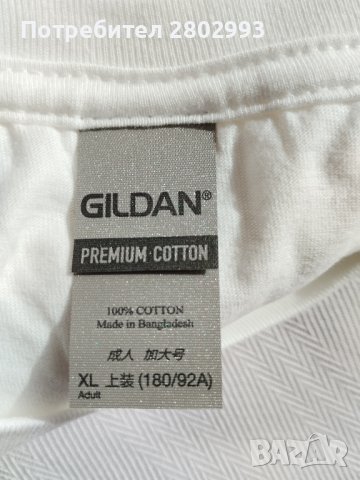 Потребител 2802993
GILDAN®
PREMIUM COTTON
100% COTTON
Made in Bangladesh
成人 加大号
XL 上装 (180/92A)
Adult
BAZAR